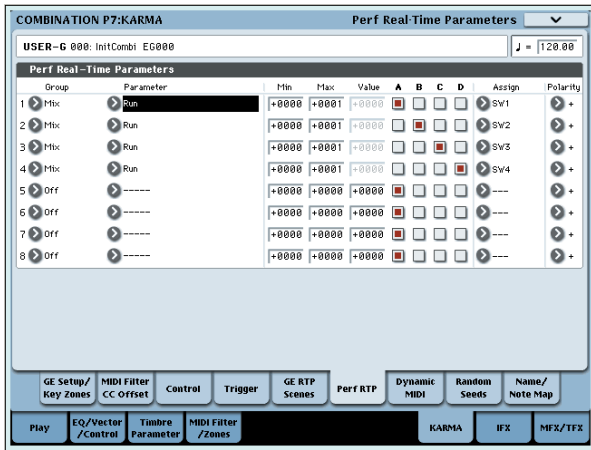 COMBINATION P7:KARMA Perf Real-Time Parameters
USER-G 000: InitCombi EG000 ♩ = 120.00
Perf Real-Time Parameters
Group Parameter Min Max Value A B C D Assign Polarity
1 Mix Run +0000 +0001 +0000 SW1 +
2 Mix Run +0000 +0001 +0000 SW2 +
3 Mix Run +0000 +0001 +0000 SW3 +
4 Mix Run +0000 +0001 +0000 SW4 +
5 Off ----- +0000 +0000 +0000 --- +
6 Off ----- +0000 +0000 +0000 --- +
7 Off ----- +0000 +0000 +0000 --- +
8 Off ----- +0000 +0000 +0000 --- +
GE Setup/ Key Zones
MIDI Filter CC Offset
Control
Trigger
GE RTP Scenes
Perf RTP
Dynamic MIDI
Random Seeds
Name/ Note Map
Play
EQ/Vector /Control
Timbre Parameter
MIDI Filter /Zones
KARMA
IFX
MFX/TFX